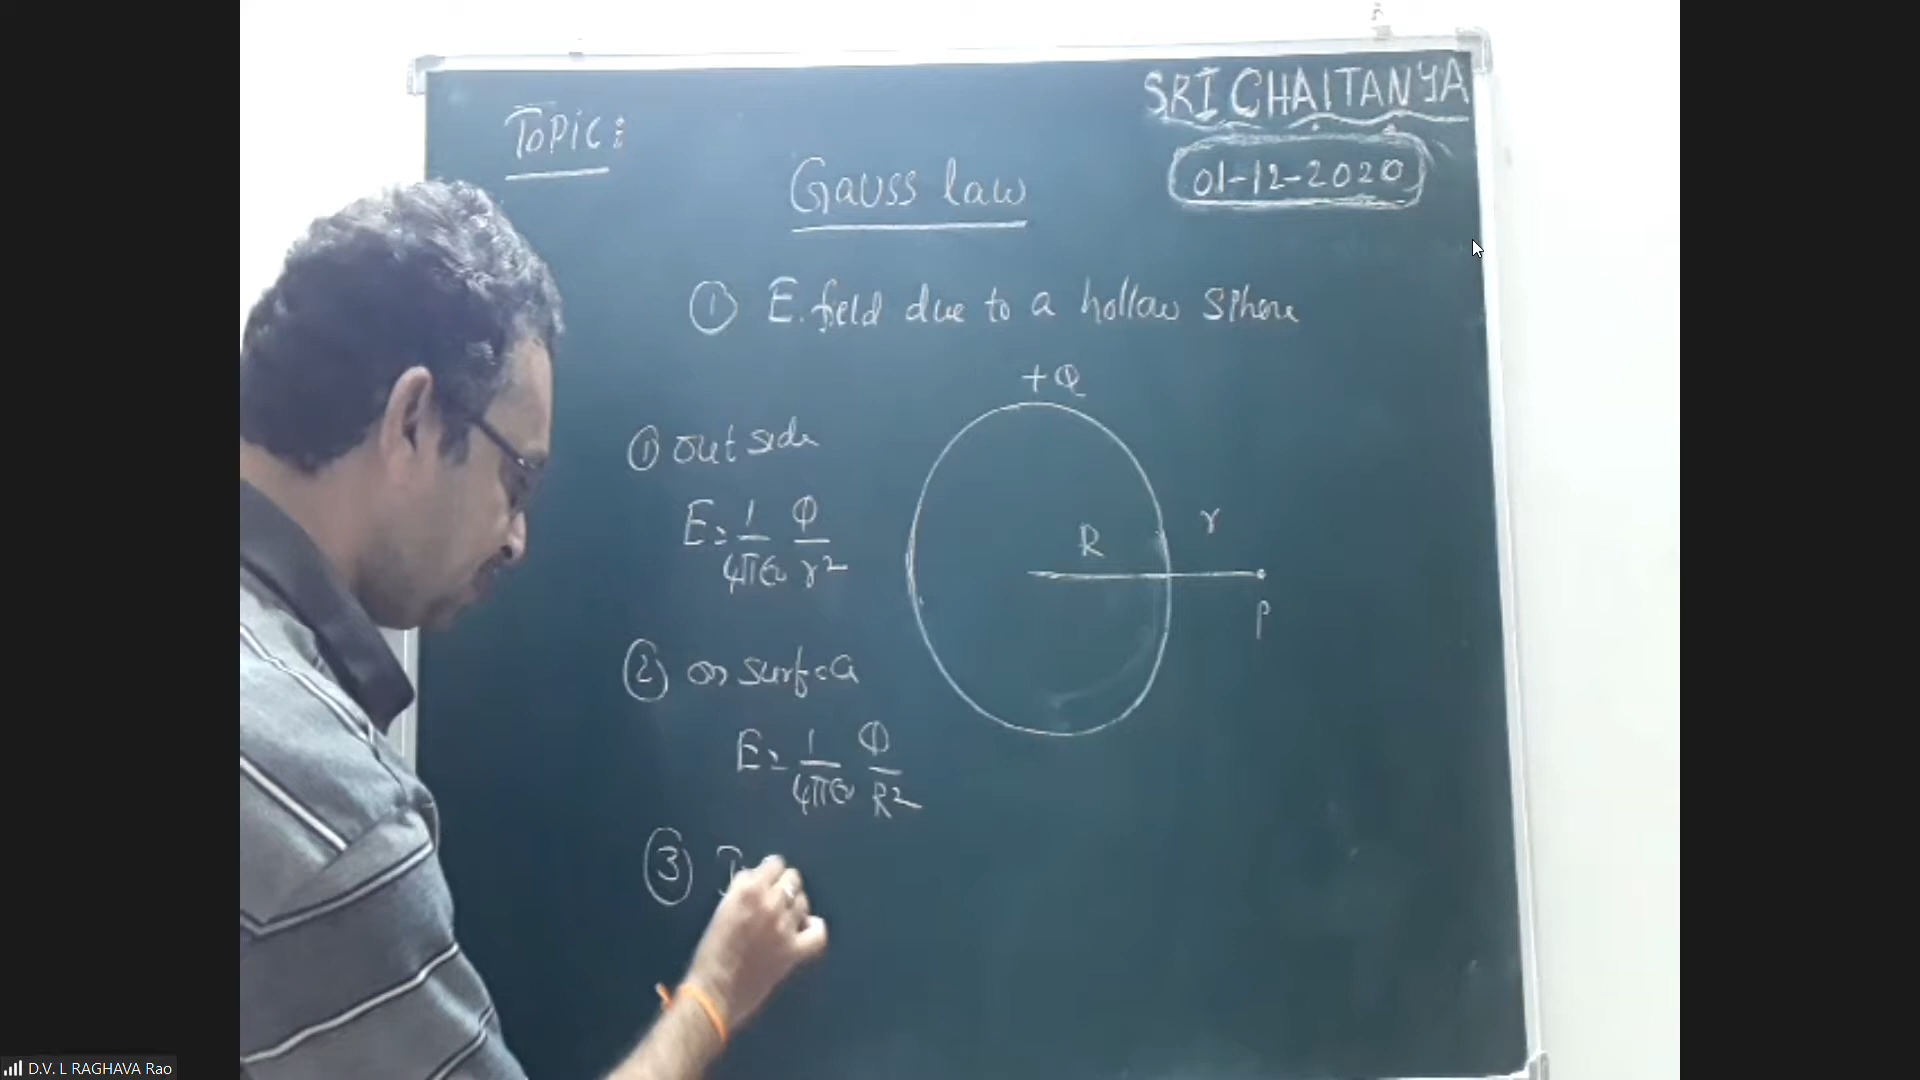 SRI CHAITANYA
Topic:
01-12-2020
Gauss law
① E. field due to a hollow sphere
+Q
① out side
E = 1/4πε₀ Q/r²
R
r
P
② on surface
E = 1/4πε₀ Q/R²
③
D.V. L RAGHAVA Rao